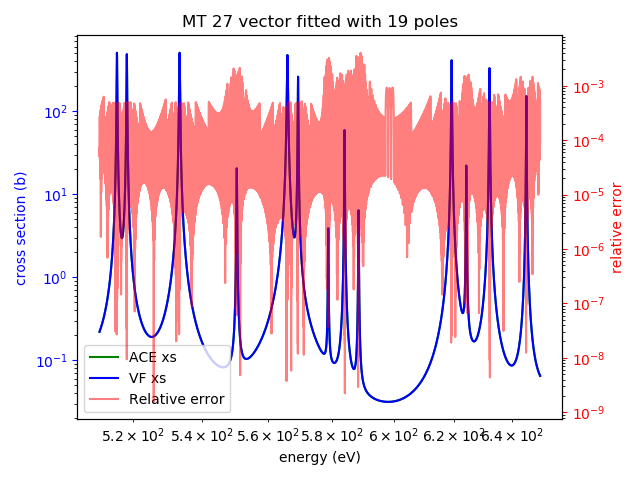 MT 27 vector fitted with 19 poles
cross section (b)
10²
10¹
10⁰
10⁻¹
10⁻³
10⁻⁴
10⁻⁵
10⁻⁶
10⁻⁷
10⁻⁸
10⁻⁹
relative error
ACE xs
VF xs
Relative error
5.2 × 10² 5.4 × 10² 5.6 × 10² 5.8 × 10² 6 × 10² 6.2 × 10² 6.4 × 10²
energy (eV)